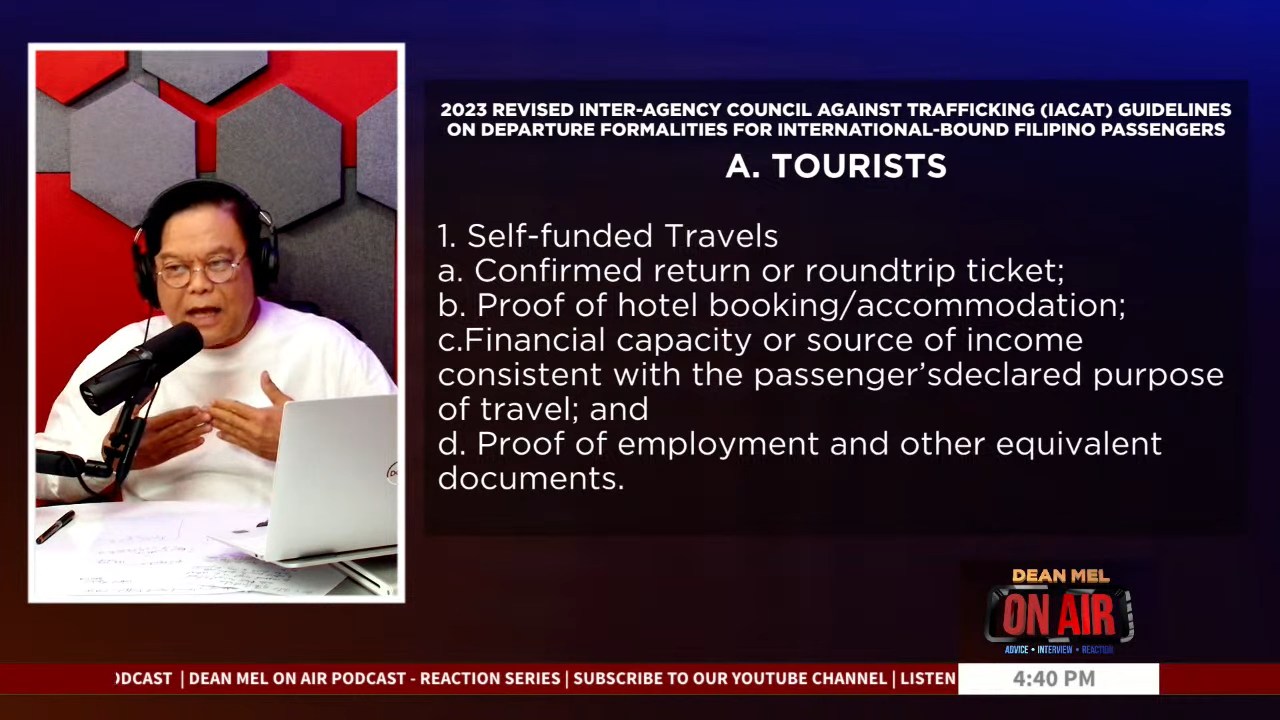 2023 REVISED INTER-AGENCY COUNCIL AGAINST TRAFFICKING (IACAT) GUIDELINES
ON DEPARTURE FORMALITIES FOR INTERNATIONAL-BOUND FILIPINO PASSENGERS
A. TOURISTS
1. Self-funded Travels
a. Confirmed return or roundtrip ticket;
b. Proof of hotel booking/accommodation;
c.Financial capacity or source of income
consistent with the passenger’sdeclared purpose
of travel; and
d. Proof of employment and other equivalent
documents.
DEAN MEL
ON AIR
ADVICE • INTERVIEW • REACTION
DCAST | DEAN MEL ON AIR PODCAST - REACTION SERIES | SUBSCRIBE TO OUR YOUTUBE CHANNEL | LISTEN
4:40 PM